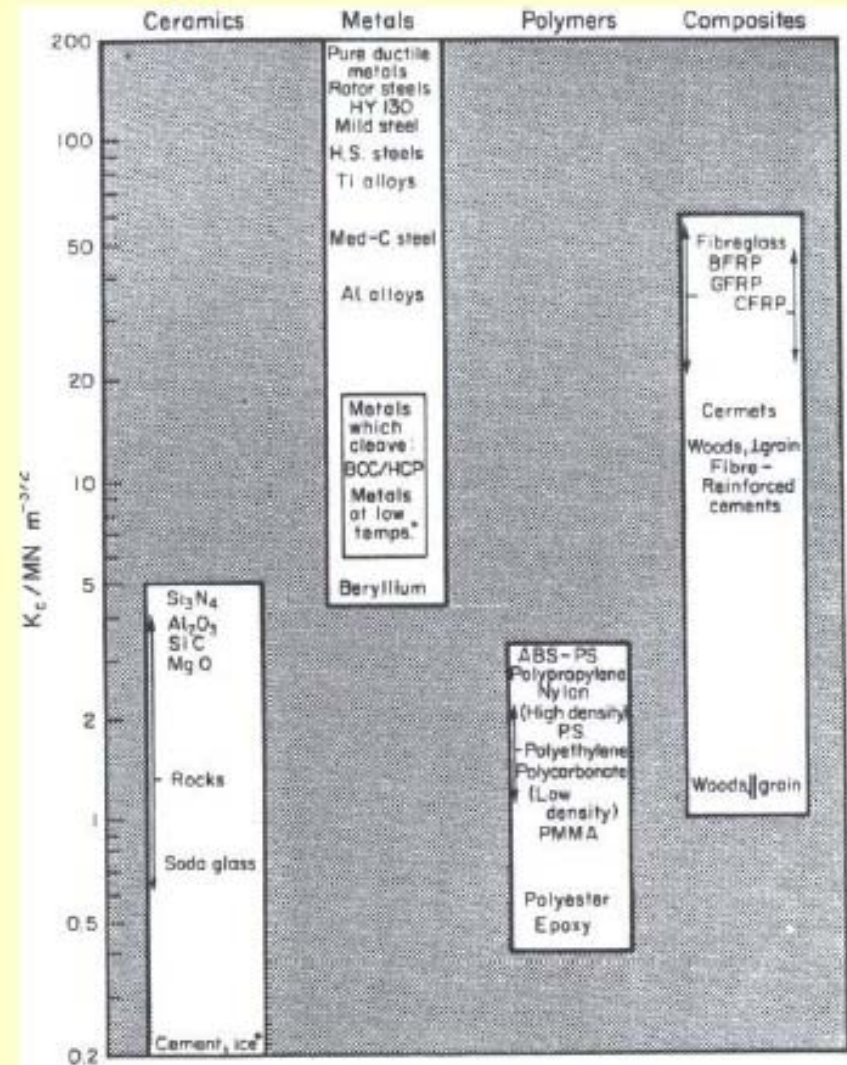 Ceramics Metals Polymers Composites
200
100
50
20
10
5
2
1
0.5
0.2
K_c/MN m^-3/2
Si₃N₄
Al₂O₃
SiC
MgO
Rocks
Soda glass
Cement, ice*
Pure ductile
metals
Rotor steels
HY 130
Mild steel
H.S. steels
Ti alloys
Med-C steel
Al alloys
Metals
which
cleave:
BCC/HCP
Metals
at low
temps.*
Beryllium
ABS-PS
Polypropylene
Nylon
(High density)
PS
Polyethylene
Polycarbonate
(Low
density)
PMMA
Polyester
Epoxy
Fibreglass
BFRP
GFRP
CFRP
Cermets
Woods, ⊥grain
Fibre-
Reinforced
cements
Woods, ||grain